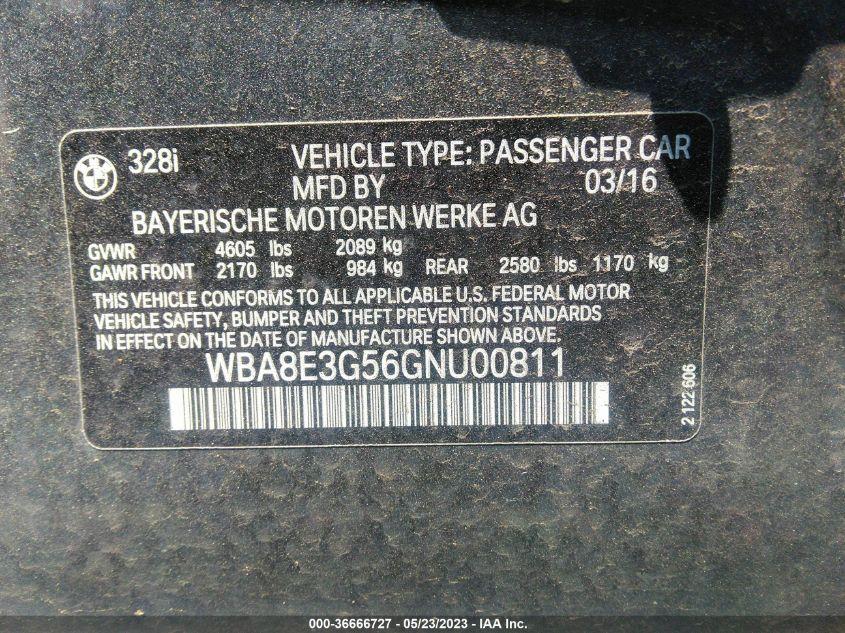 328i VEHICLE TYPE: PASSENGER CAR
MFD BY 03/16
BAYERISCHE MOTOREN WERKE AG
GVWR 4605 lbs 2089 kg
GAWR FRONT 2170 lbs 984 kg REAR 2580 lbs 1170 kg
THIS VEHICLE CONFORMS TO ALL APPLICABLE U.S. FEDERAL MOTOR
VEHICLE SAFETY, BUMPER AND THEFT PREVENTION STANDARDS
IN EFFECT ON THE DATE OF MANUFACTURE SHOWN ABOVE
WBA8E3G56GNU00811
2 122 606
000-36666727 - 05/23/2023 - IAA Inc.